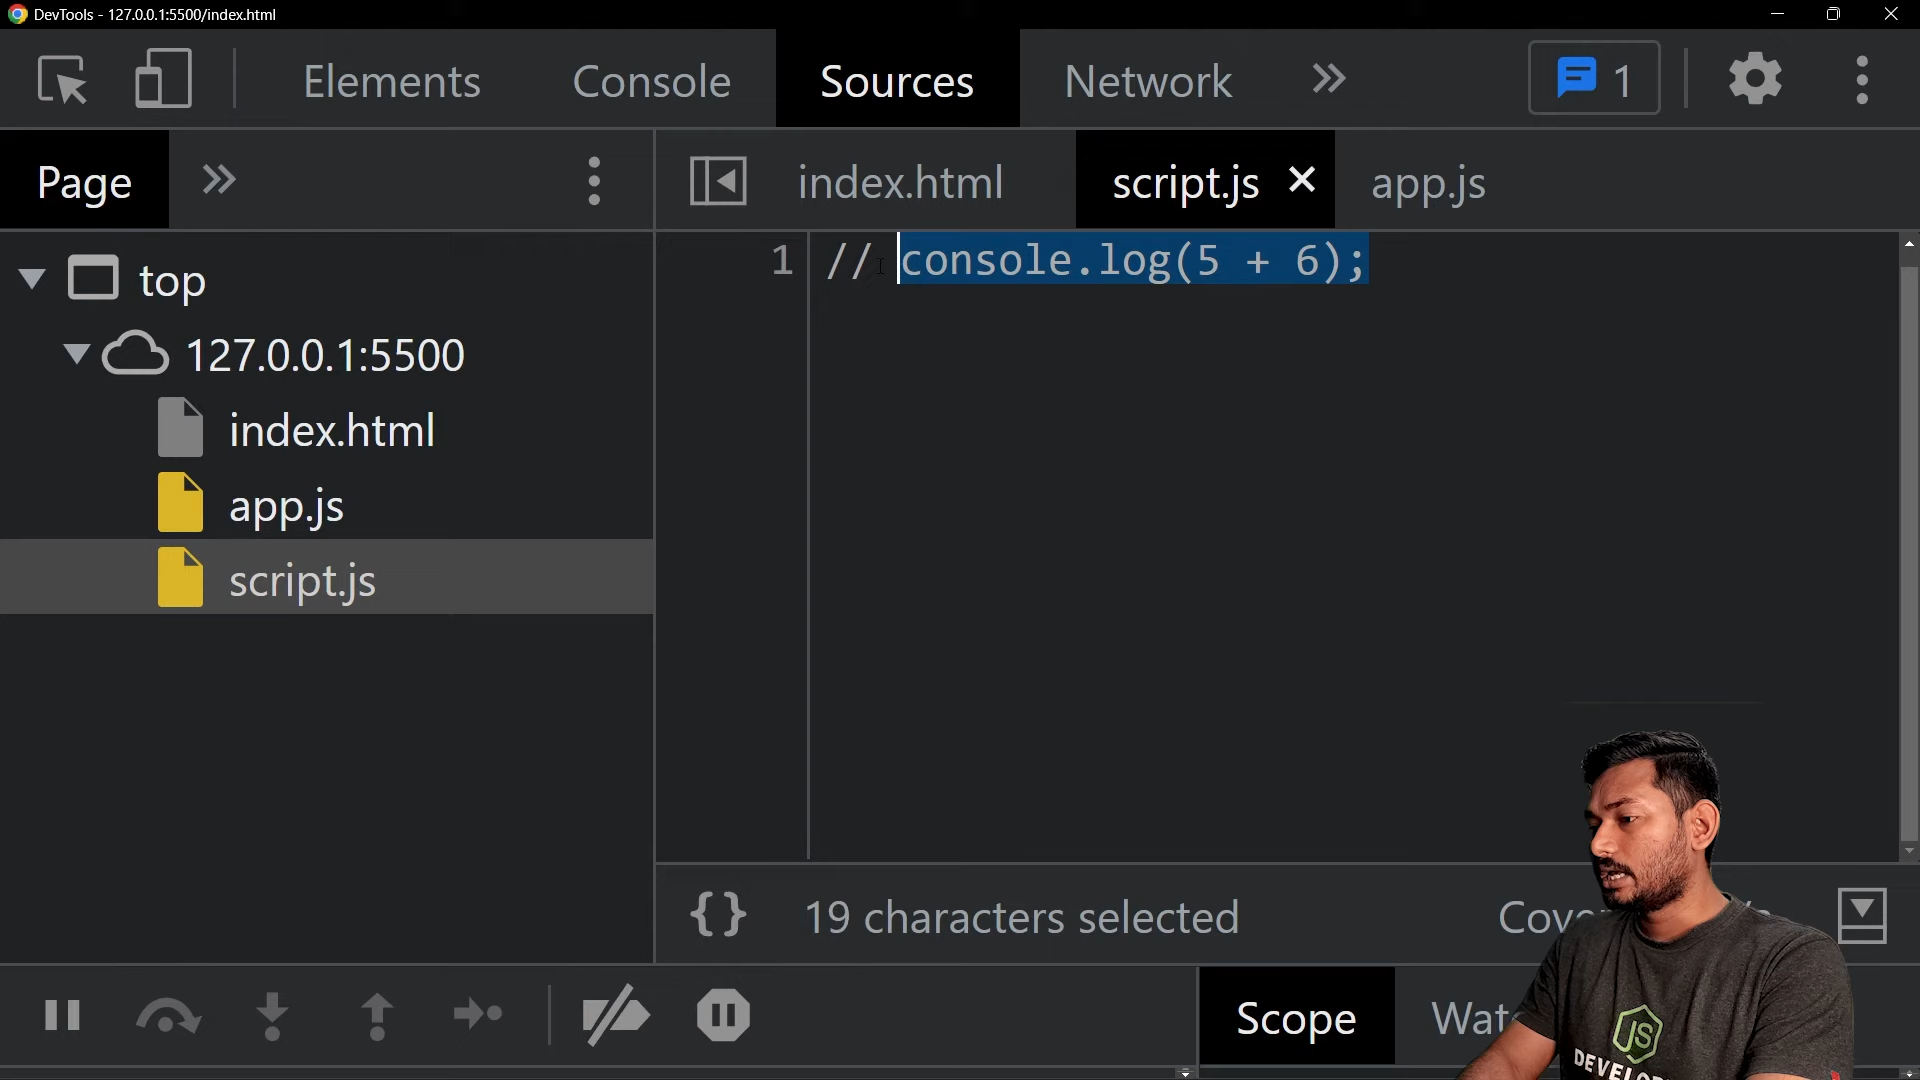 DevTools - 127.0.0.1:5500/index.html
Elements Console Sources Network 1
Page index.html script.js app.js
1 // console.log(5 + 6);
top
127.0.0.1:5500
index.html
app.js
script.js
{} 19 characters selected
Scope
JS